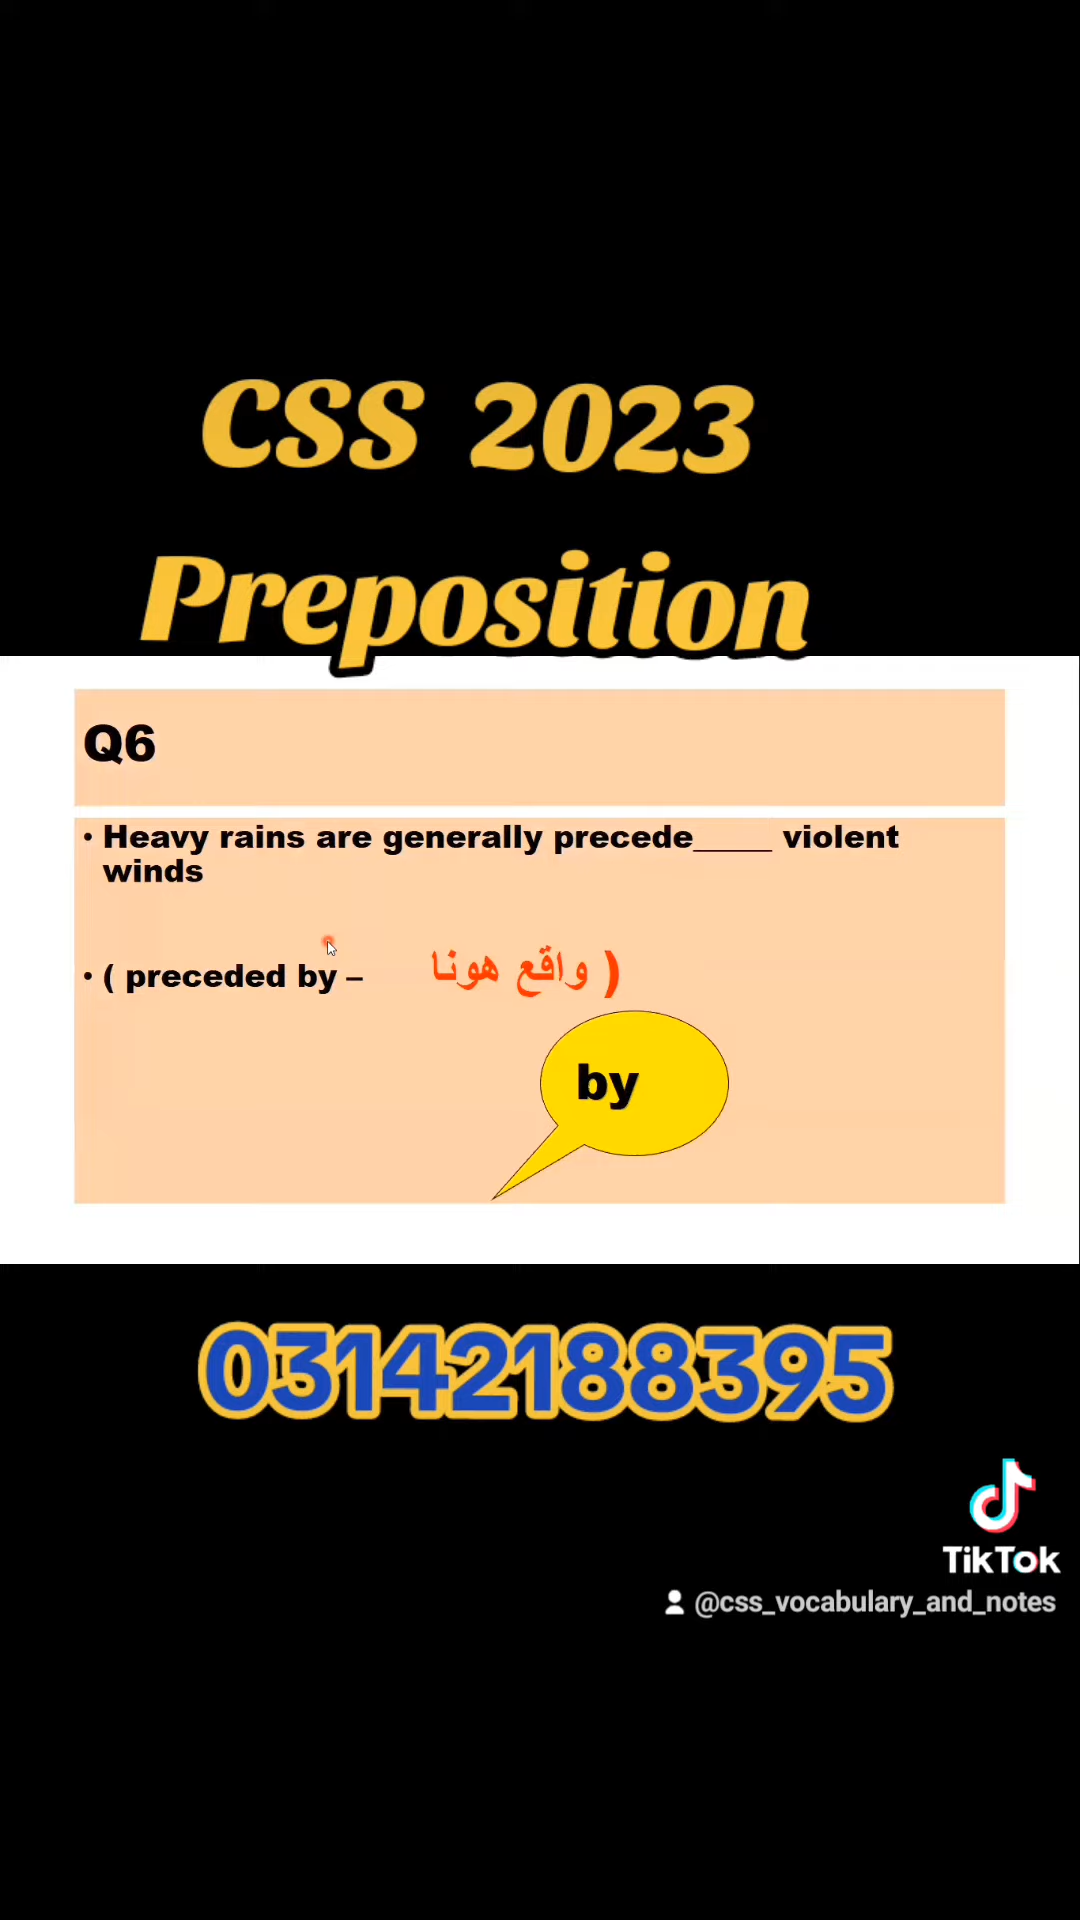 CSS 2023
Preposition
Q6
• Heavy rains are generally precede_____ violent
winds
• ( preceded by – واقع ہونا )
by
03142188395
TikTok
@css_vocabulary_and_notes